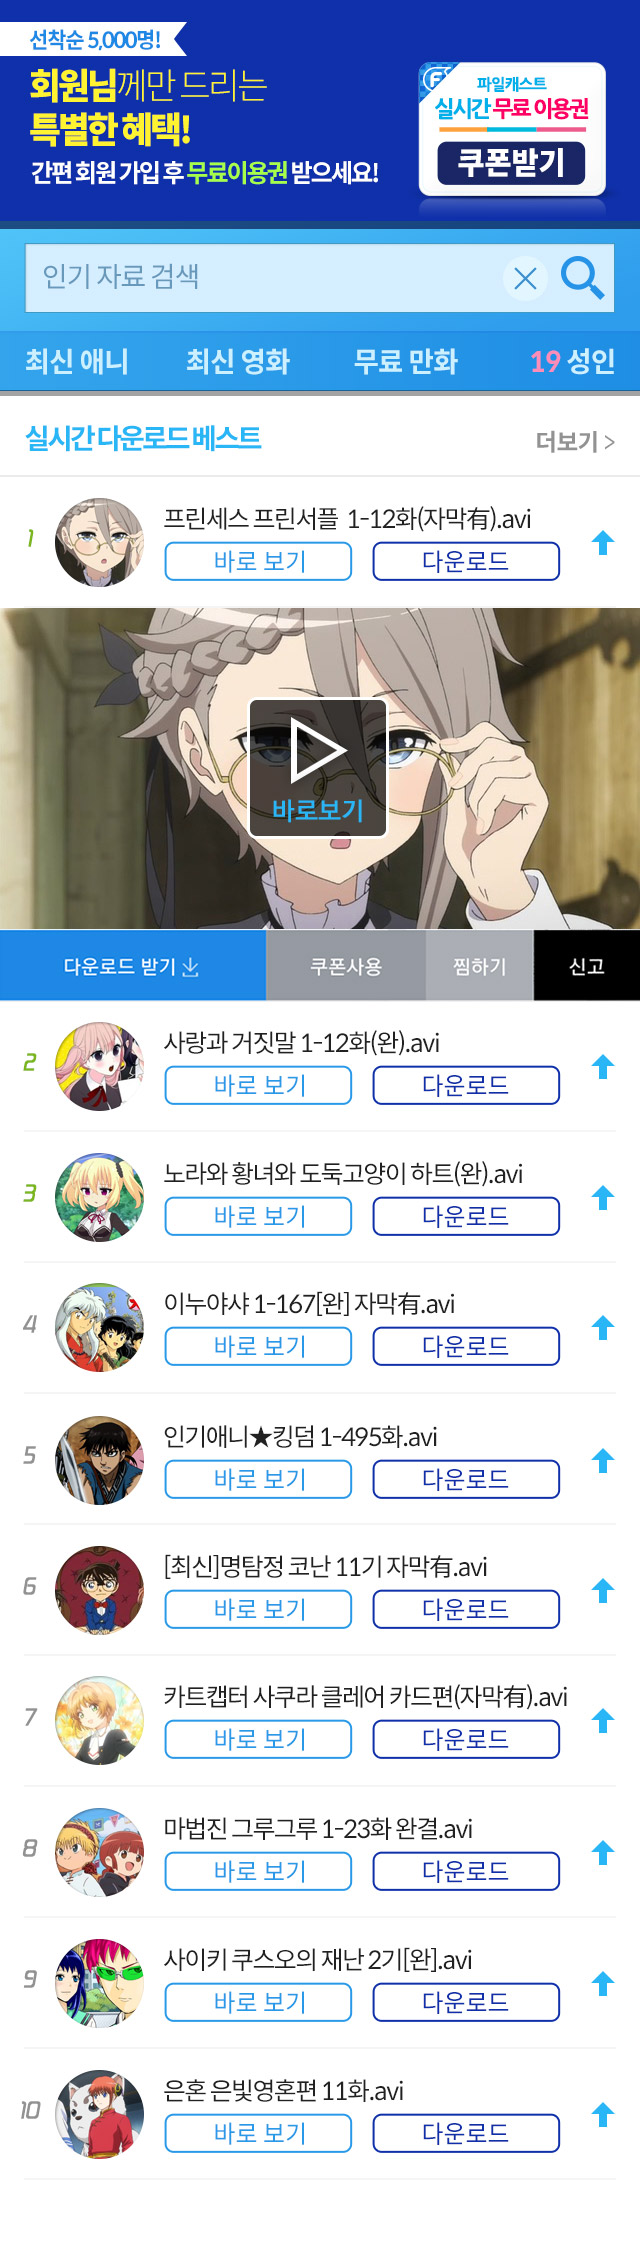 선착순 5,000명!
회원님께만 드리는
특별한 혜택!
간편 회원 가입 후 무료이용권 받으세요!
파일캐스트
실시간 무료 이용권
쿠폰받기
인기 자료 검색
최신 애니 최신 영화 무료 만화 19 성인
실시간 다운로드 베스트 더보기 >
1 프린세스 프린서플 1-12화(자막有).avi
바로 보기 다운로드
바로보기
다운로드 받기 쿠폰사용 찜하기 신고
2 사랑과 거짓말 1-12화(완).avi
바로 보기 다운로드
3 노라와 황녀와 도둑고양이 하트(완).avi
바로 보기 다운로드
4 이누야샤 1-167[완] 자막有.avi
바로 보기 다운로드
5 인기애니★킹덤 1-495화.avi
바로 보기 다운로드
6 [최신]명탐정 코난 11기 자막有.avi
바로 보기 다운로드
7 카트캡터 사쿠라 클레어 카드편(자막有).avi
바로 보기 다운로드
8 마법진 그루그루 1-23화 완결.avi
바로 보기 다운로드
9 사이키 쿠스오의 재난 2기[완].avi
바로 보기 다운로드
10 은혼 은빛영혼편 11화.avi
바로 보기 다운로드